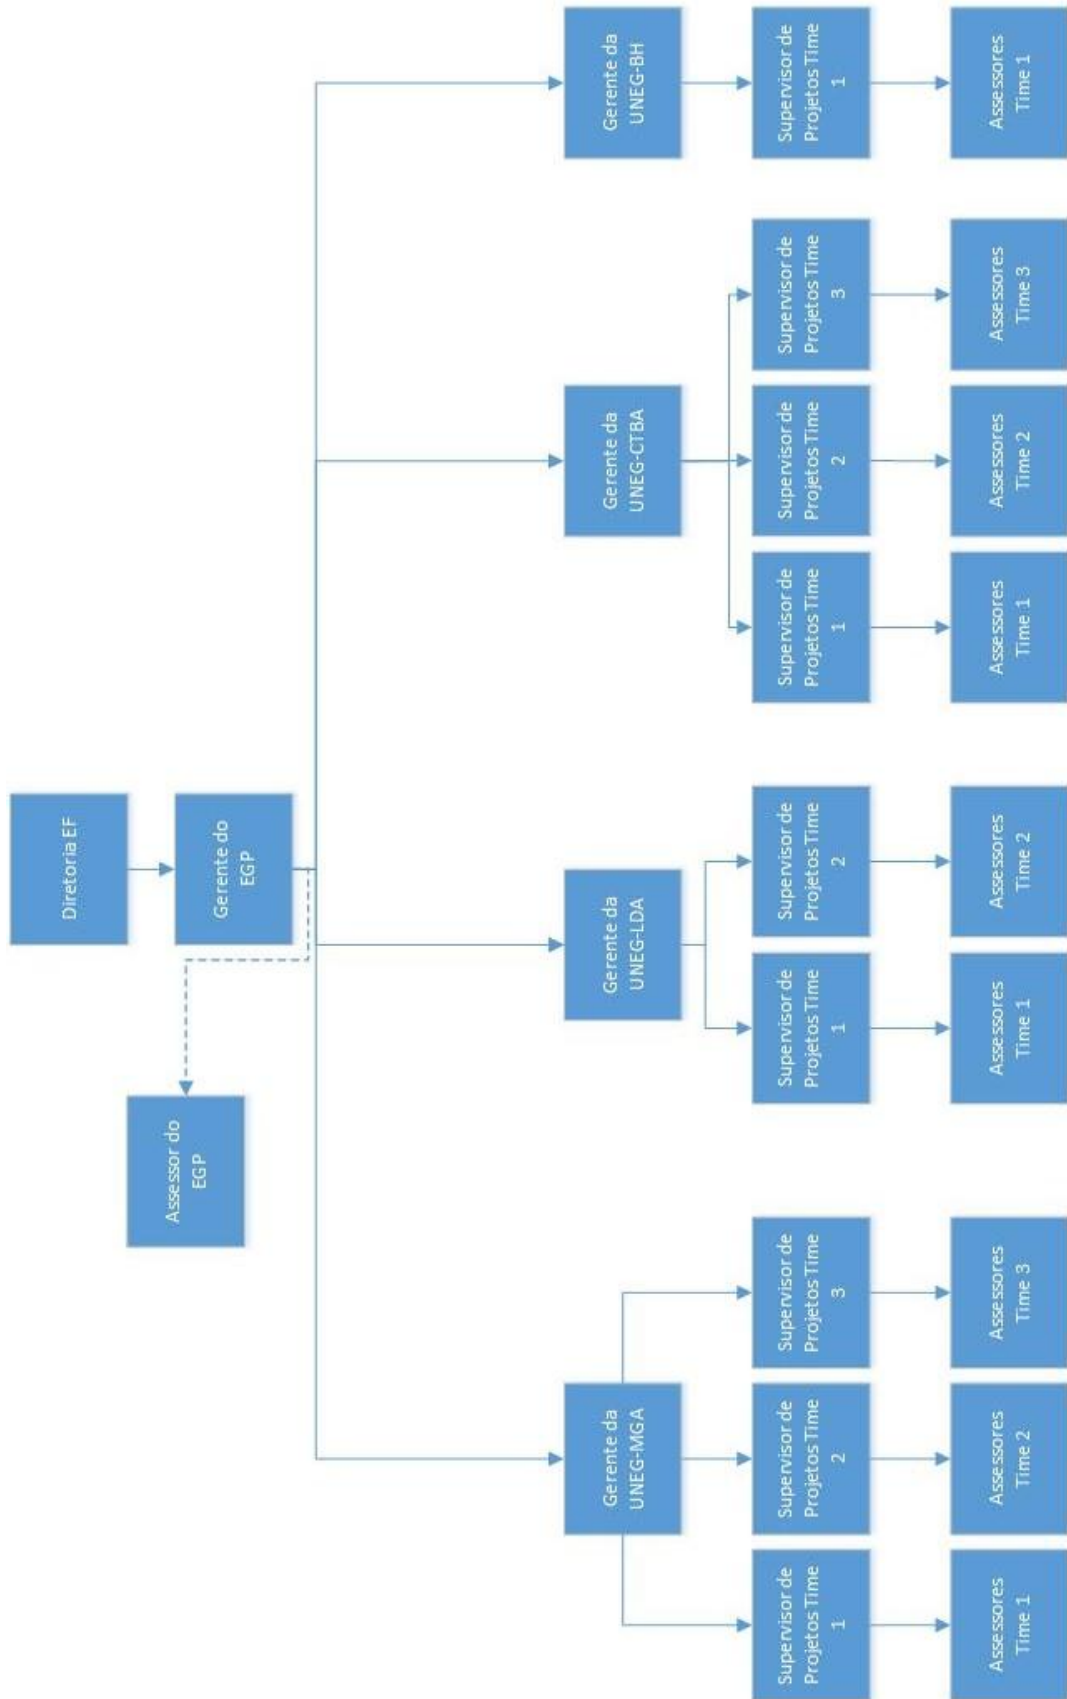 Diretoria EF
Assessor do
EGP
Gerente do
EGP
Gerente da
UNEG-MGA
Gerente da
UNEG-LDA
Gerente da
UNEG-CTBA
Gerente da
UNEG-BH
Supervisor de
Projetos Time
1
Supervisor de
Projetos Time
2
Supervisor de
Projetos Time
3
Supervisor de
Projetos Time
1
Supervisor de
Projetos Time
2
Supervisor de
Projetos Time
1
Supervisor de
Projetos Time
2
Supervisor de
Projetos Time
3
Supervisor de
Projetos Time
1
Assessores
Time 1
Assessores
Time 2
Assessores
Time 3
Assessores
Time 1
Assessores
Time 2
Assessores
Time 1
Assessores
Time 2
Assessores
Time 3
Assessores
Time 1